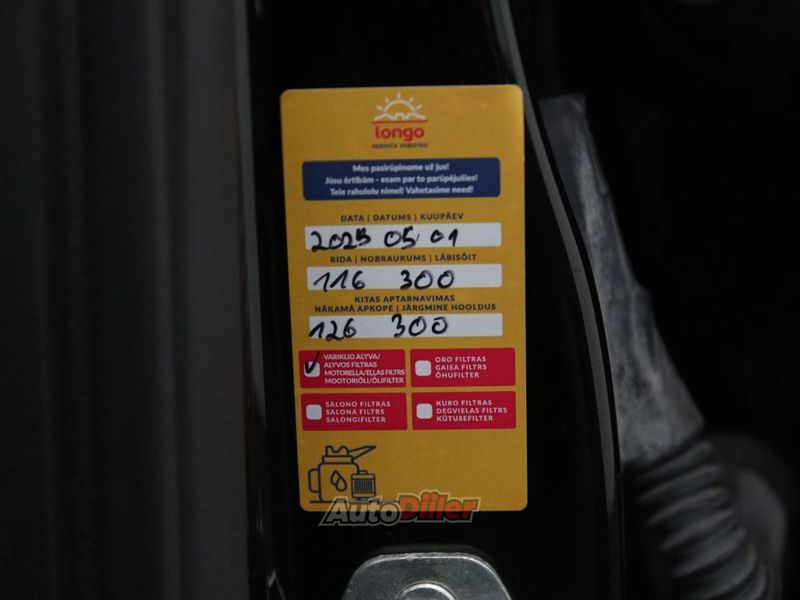 longo
SERVICE VERIFIED
Mes pasirūpinome už jus!
Jūsu ērtībām - esam par to parūpējušies!
Teie rahulolu nimel! Vahetasime need!
DATA | DATUMS | KUUPÄEV
2025 05 01
RIDA | NOBRAUKUMS | LÄBISÕIT
116 300
KITAS APTARNAVIMAS
NĀKAMĀ APKOPE | JÄRGMINE HOOLDUS
126 300
VARIKLIO ALYVA/
ALYVOS FILTRAS
MOTOREĻĻA/EĻĻAS FILTRS
MOOTORIÕLI/ÕLIFILTER
ORO FILTRAS
GAISA FILTRS
ÕHUFILTER
SALONO FILTRAS
SALONA FILTRS
SALONGIFILTER
KURO FILTRAS
DEGVIELAS FILTRS
KÜTUSEFILTER
AutoDiller